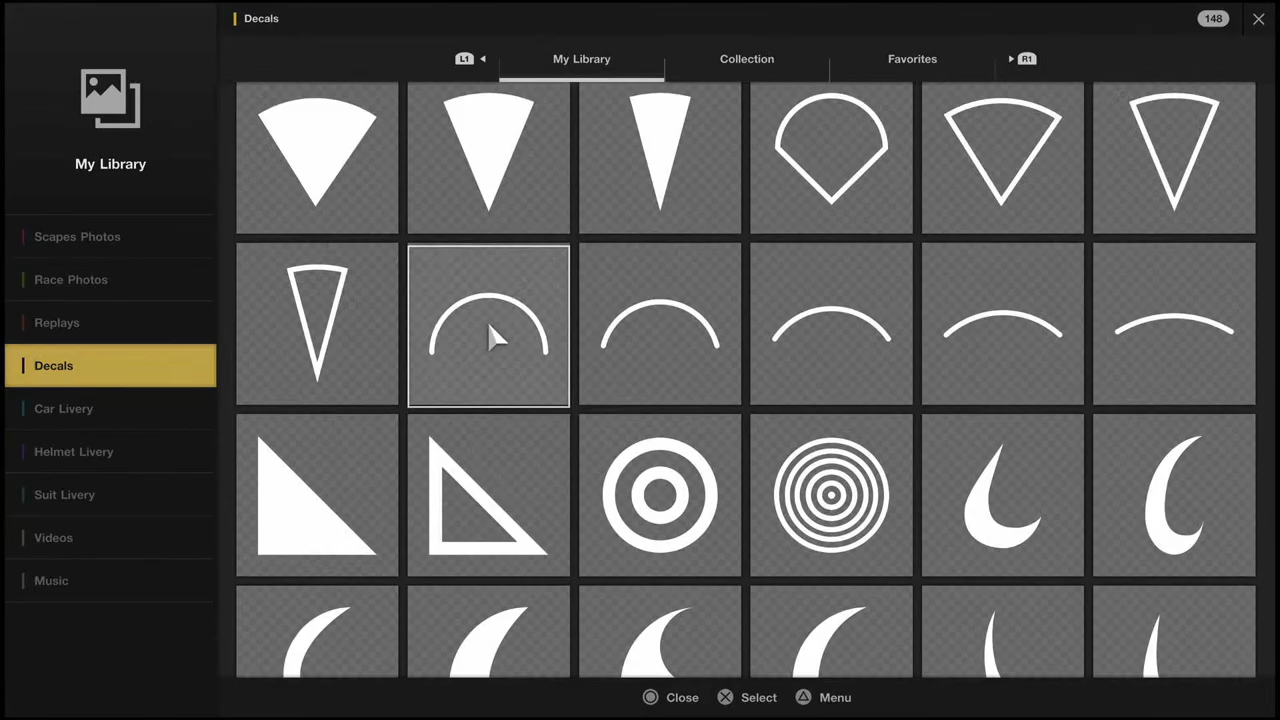 Decals
148
L1
My Library
Collection
Favorites
R1
My Library
Scapes Photos
Race Photos
Replays
Decals
Car Livery
Helmet Livery
Suit Livery
Videos
Music
Close
Select
Menu